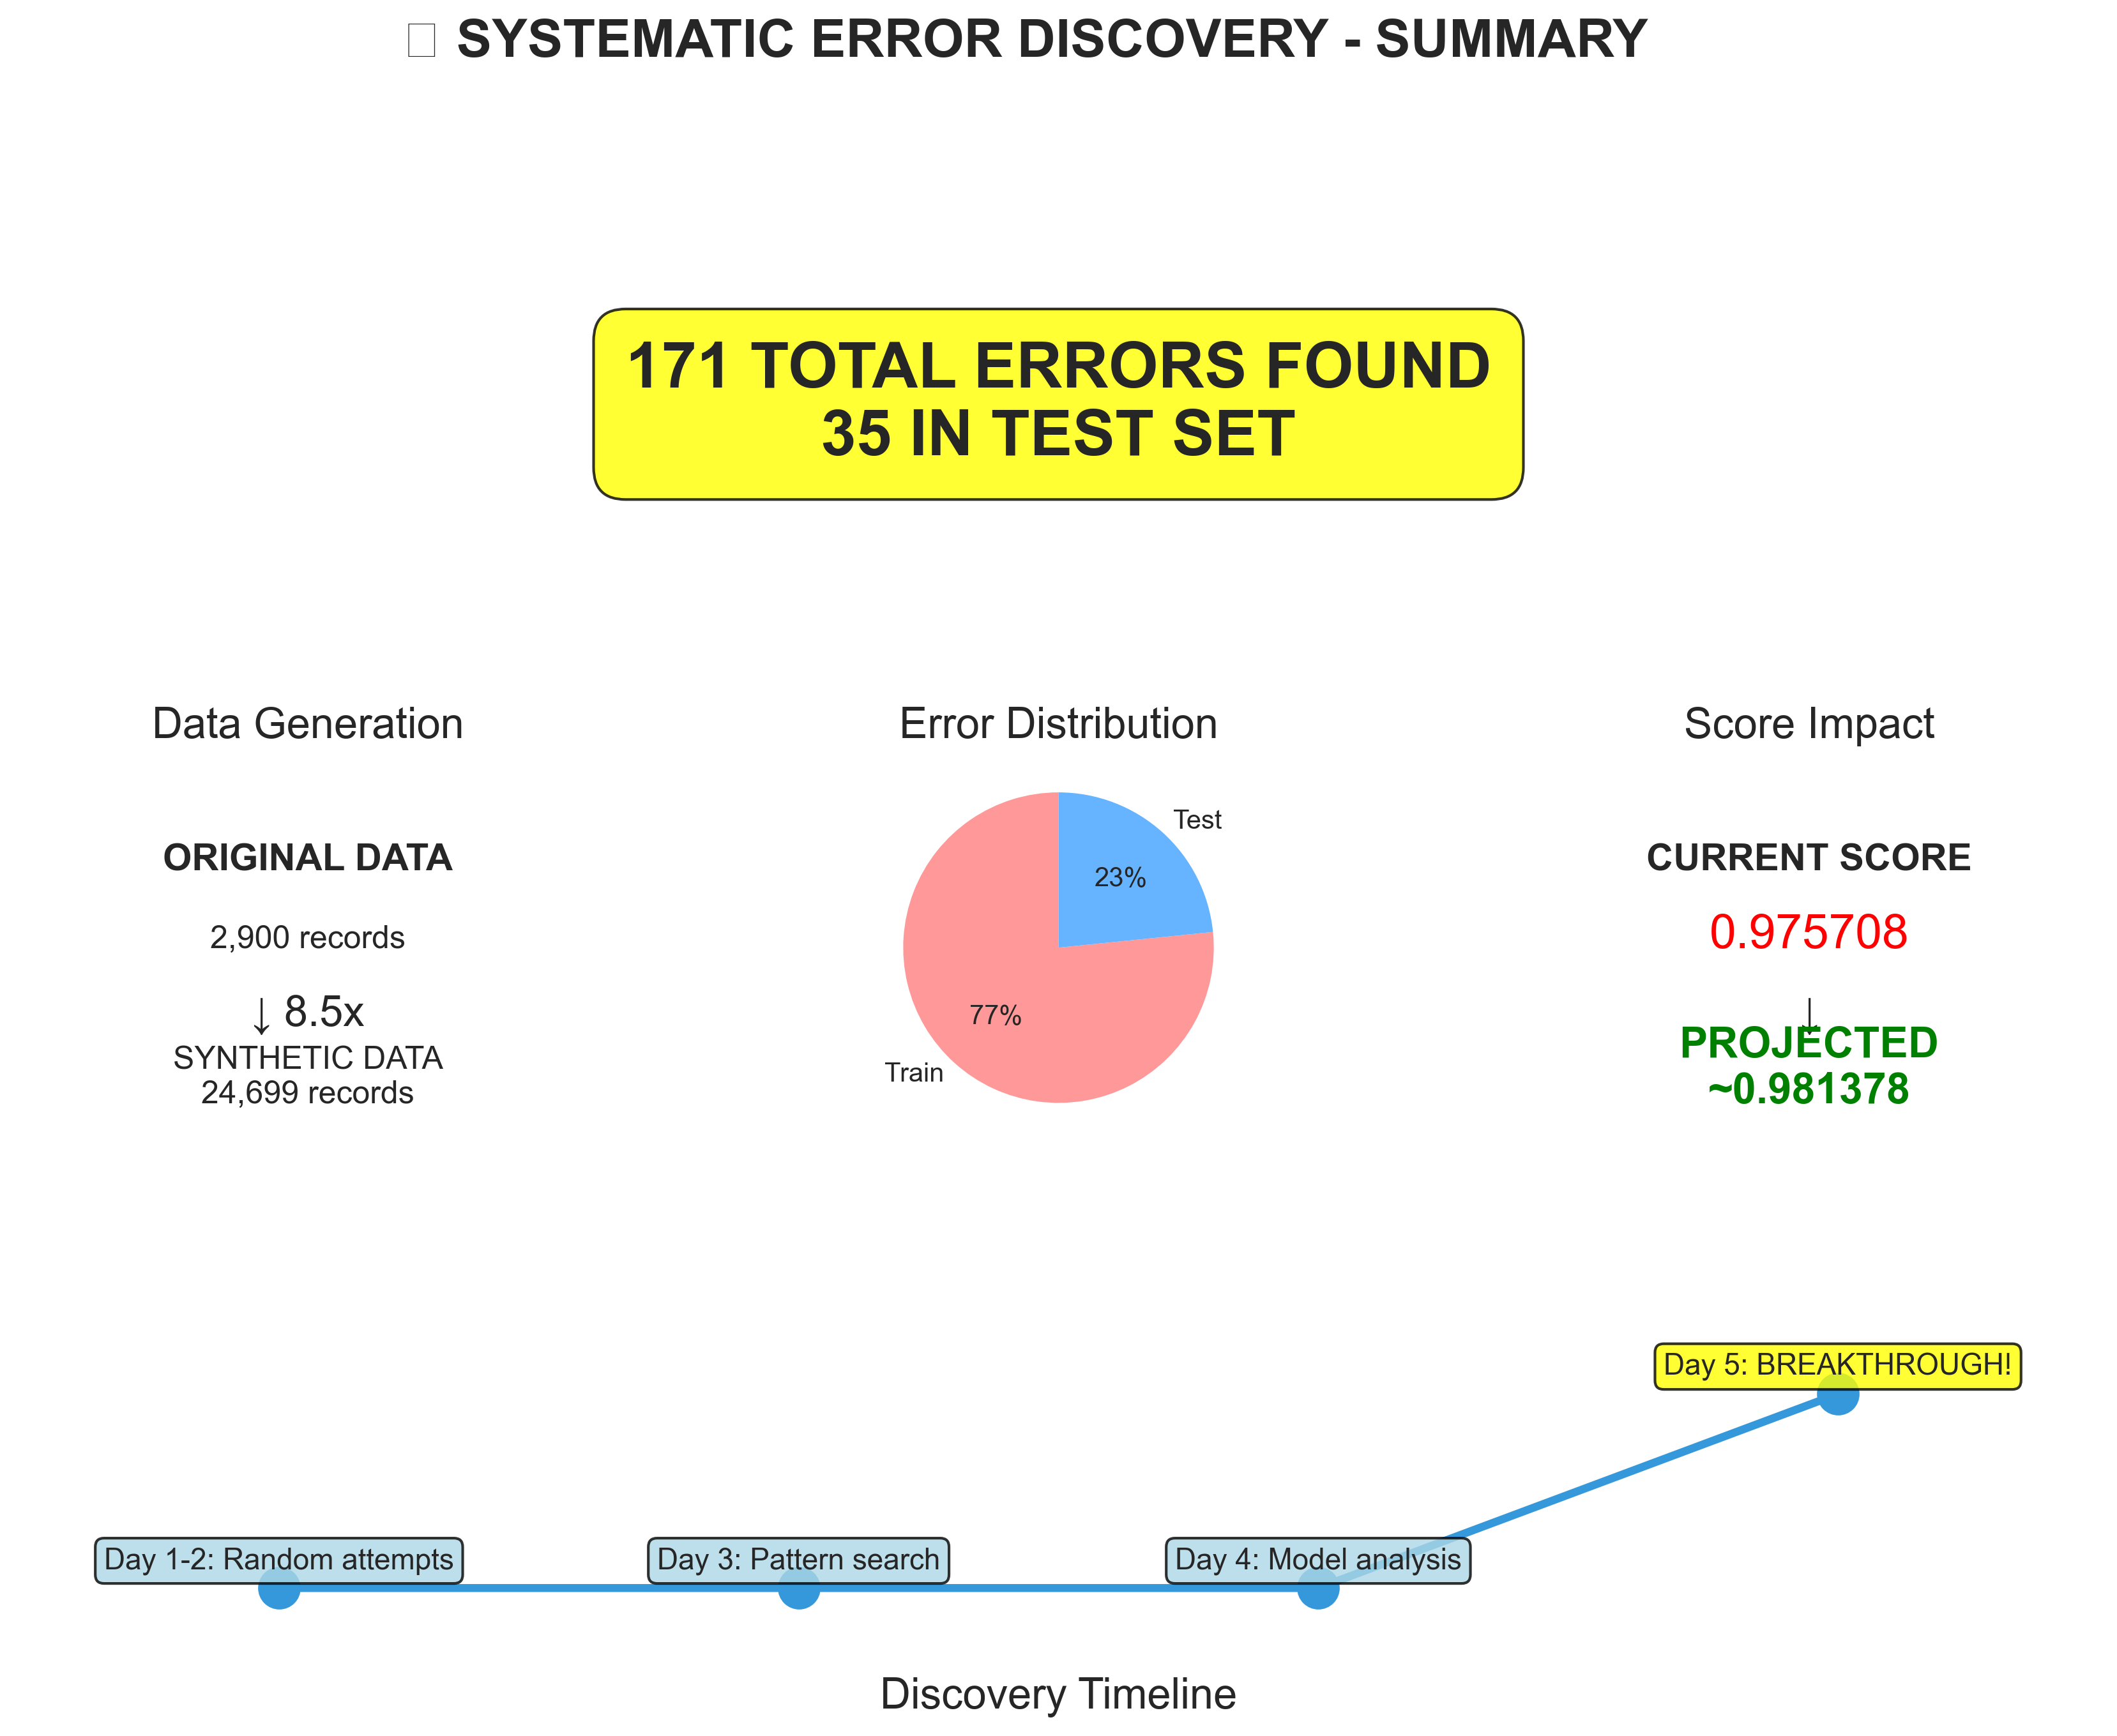 SYSTEMATIC ERROR DISCOVERY - SUMMARY
171 TOTAL ERRORS FOUND
35 IN TEST SET
Data Generation
ORIGINAL DATA
2,900 records
↓ 8.5x
SYNTHETIC DATA
24,699 records
Error Distribution
Test
23%
77%
Train
Score Impact
CURRENT SCORE
0.975708
↓
PROJECTED
~0.981378
Day 5: BREAKTHROUGH!
Day 1-2: Random attempts
Day 3: Pattern search
Day 4: Model analysis
Discovery Timeline